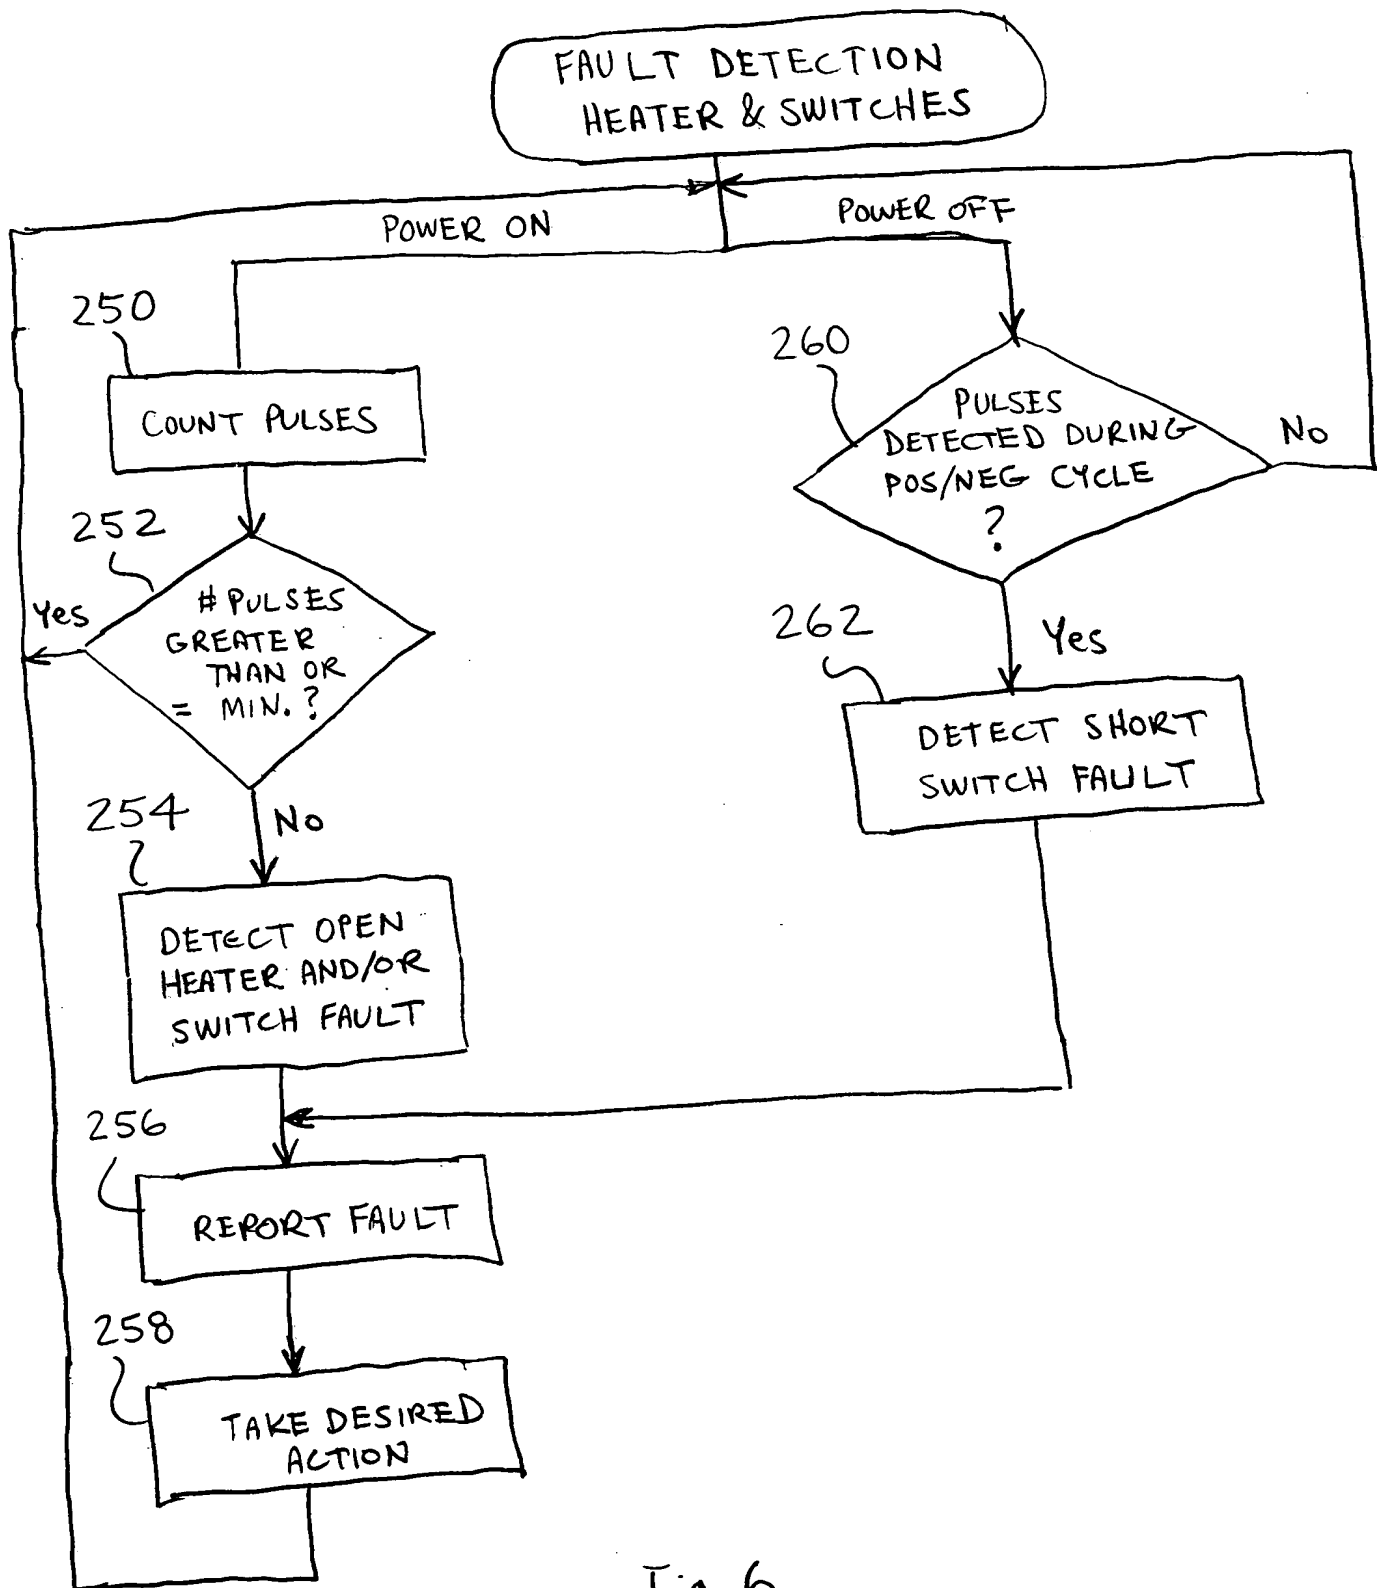 FAULT DETECTION
HEATER & SWITCHES
POWER ON
POWER OFF
250
COUNT PULSES
260
PULSES
DETECTED DURING
POS/NEG CYCLE
?
No
252
Yes
# PULSES
GREATER
THAN OR
= MIN.?
262
Yes
DETECT SHORT
SWITCH FAULT
254
No
DETECT OPEN
HEATER AND/OR
SWITCH FAULT
256
REPORT FAULT
258
TAKE DESIRED
ACTION
Fig 6